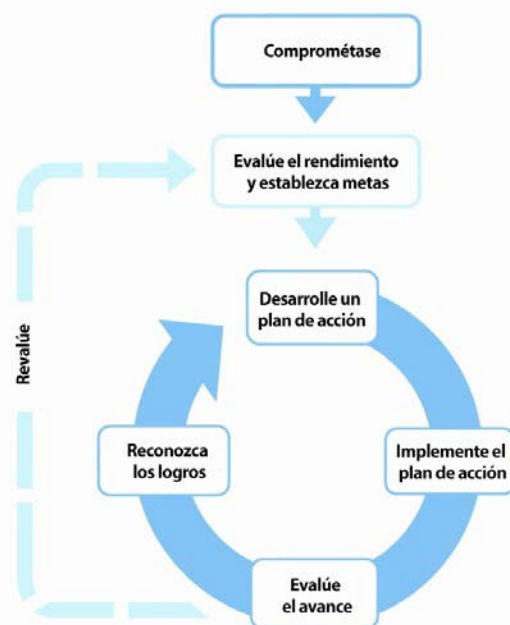 Comprométase
Evalúe el rendimiento
y establezca metas
Desarrolle un
plan de acción
Implemente el
plan de acción
Evalúe
el avance
Reconozca
los logros
Revalúe